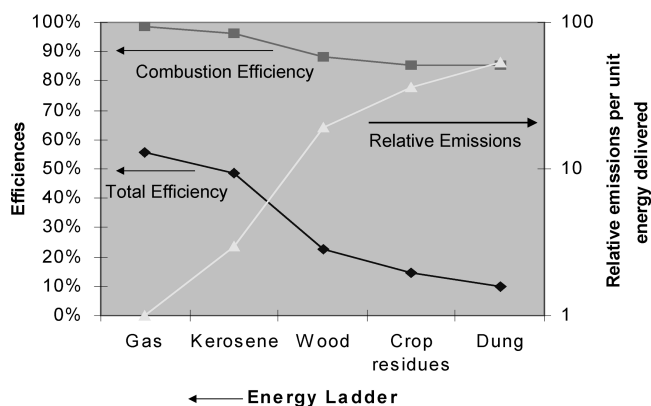 100%
90%
80%
70%
60%
50%
40%
30%
20%
10%
0%
Efficiences
Combustion Efficiency
Total Efficiency
Relative Emissions
100
10
1
Relative emissions per unit
energy delivered
Gas Kerosene Wood Crop Dung
residues
Energy Ladder